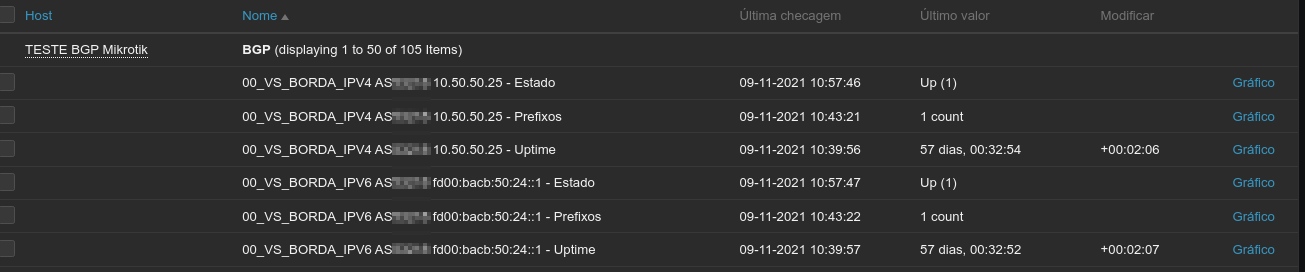 Host Nome Última checagem Último valor Modificar
TESTE BGP Mikrotik BGP (displaying 1 to 50 of 105 Items)
00_VS_BORDA_IPV4 AS 10.50.50.25 - Estado 09-11-2021 10:57:46 Up (1) Gráfico
00_VS_BORDA_IPV4 AS 10.50.50.25 - Prefixos 09-11-2021 10:43:21 1 count Gráfico
00_VS_BORDA_IPV4 AS 10.50.50.25 - Uptime 09-11-2021 10:39:56 57 dias, 00:32:54 +00:02:06 Gráfico
00_VS_BORDA_IPV6 AS fd00:bacb:50:24::1 - Estado 09-11-2021 10:57:47 Up (1) Gráfico
00_VS_BORDA_IPV6 AS fd00:bacb:50:24::1 - Prefixos 09-11-2021 10:43:22 1 count Gráfico
00_VS_BORDA_IPV6 AS fd00:bacb:50:24::1 - Uptime 09-11-2021 10:39:57 57 dias, 00:32:52 +00:02:07 Gráfico